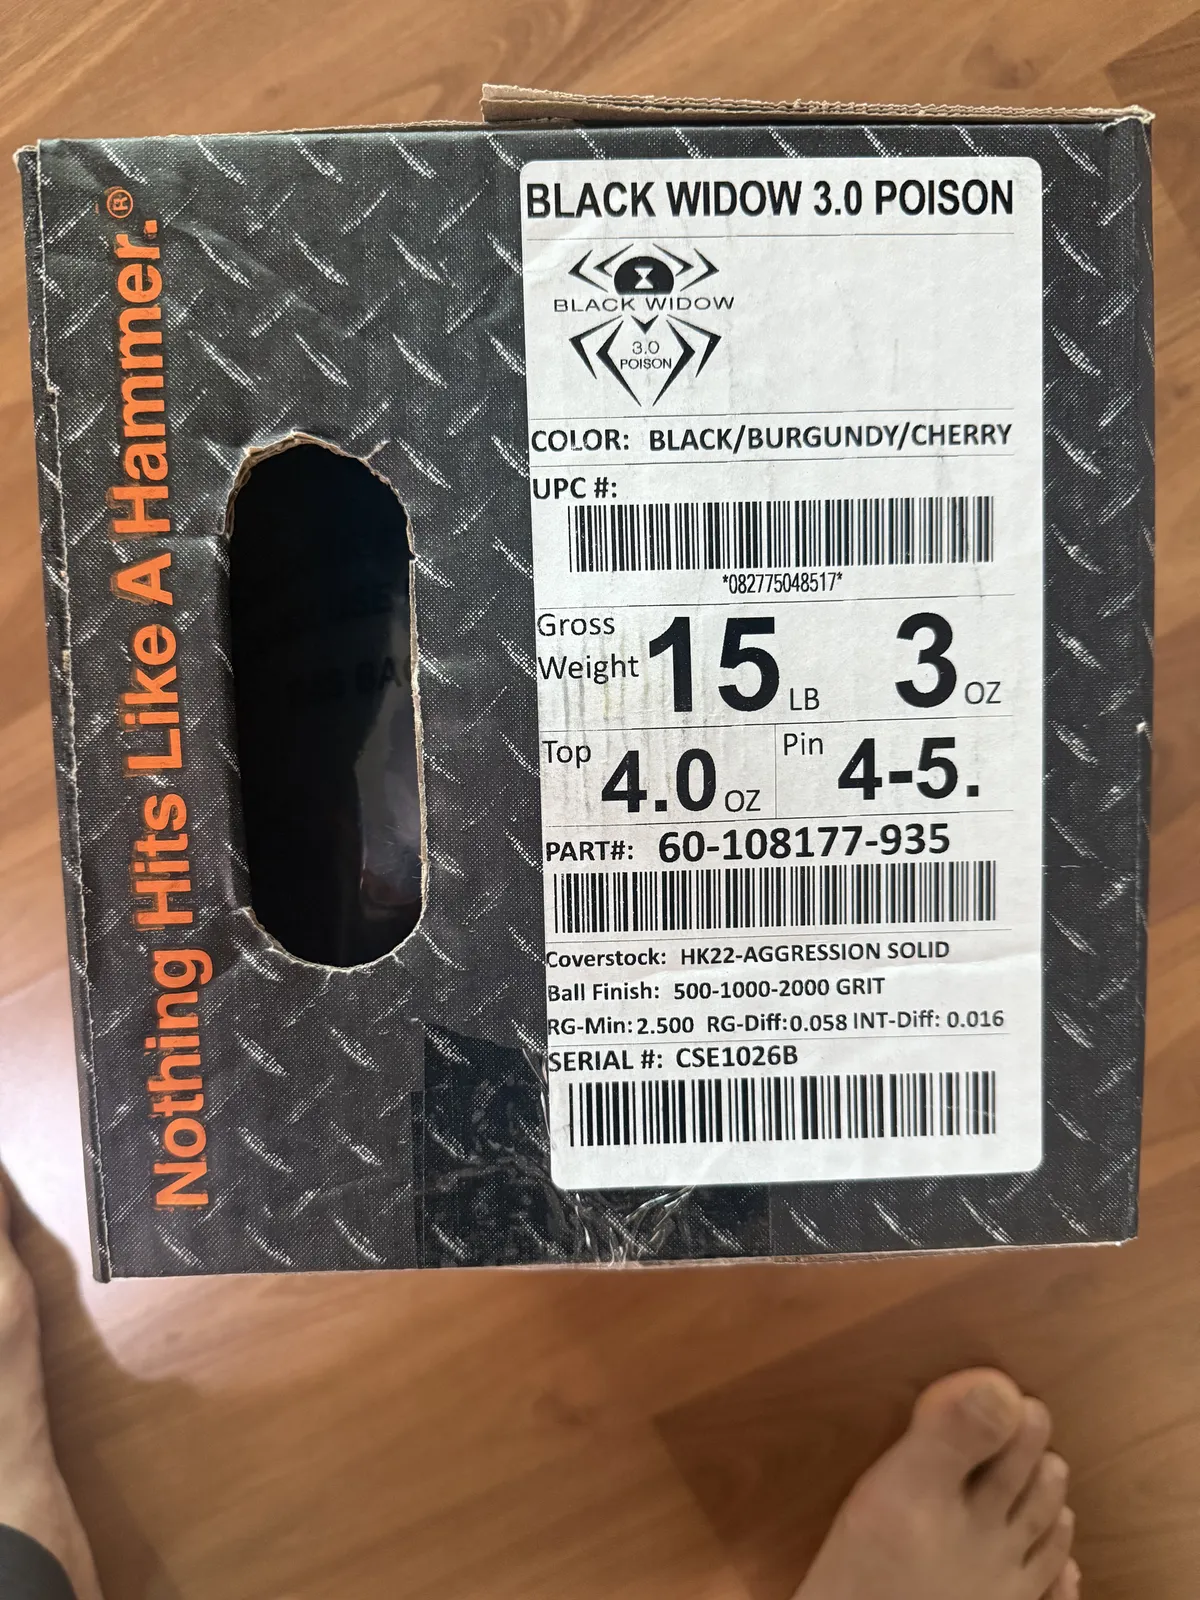 Nothing Hits Like A Hammer.®
BLACK WIDOW 3.0 POISON
BLACK WIDOW
3.0
POISON
COLOR: BLACK/BURGUNDY/CHERRY
UPC #:
*082775048517*
Gross
Weight 15 LB 3 OZ
Top 4.0 OZ Pin 4-5.
PART#: 60-108177-935
Coverstock: HK22-AGGRESSION SOLID
Ball Finish: 500-1000-2000 GRIT
RG-Min: 2.500 RG-Diff: 0.058 INT-Diff: 0.016
SERIAL #: CSE1026B